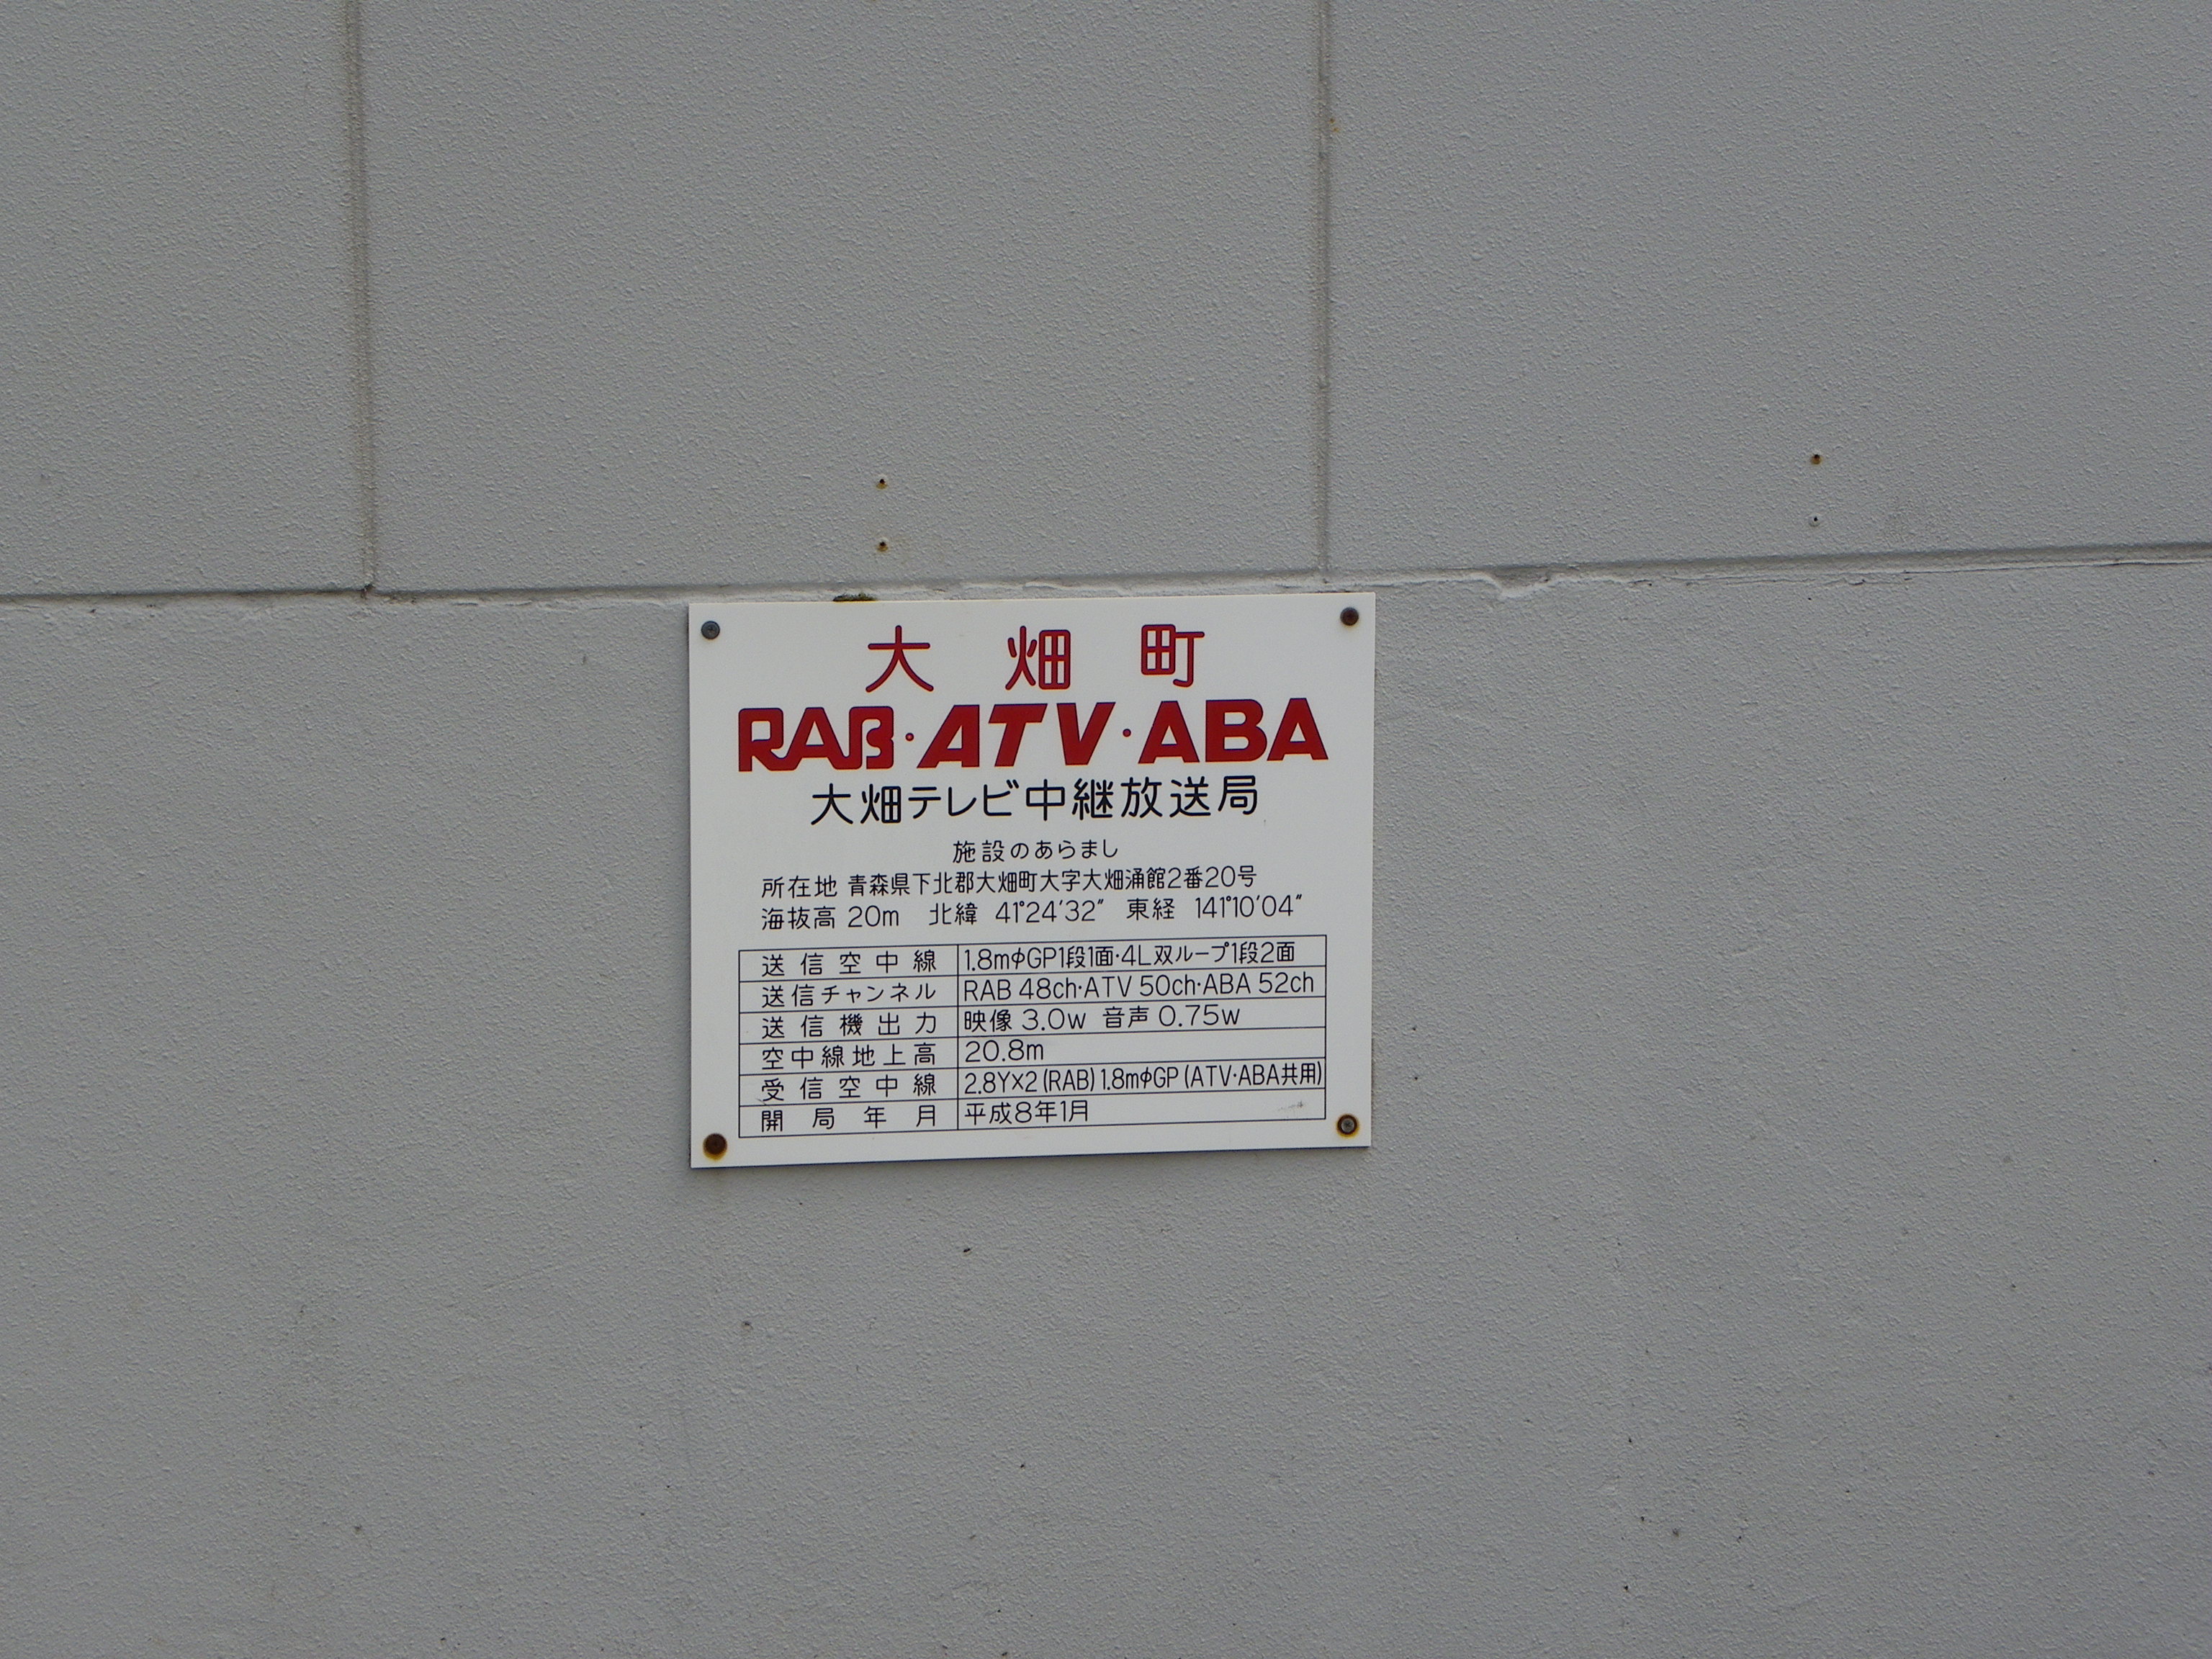 大畑町
RAB・ATV・ABA
大畑テレビ中継放送局
施設のあらまし
所在地 青森県下北郡大畑町大字大畑涌館2番20号
海抜高 20m 北緯 41°24′32″ 東経 141°10′04″
送信空中線 1.8mφGP1段1面・4L双ループ1段2面
送信チャンネル RAB 48ch・ATV 50ch・ABA 52ch
送信機出力 映像 3.0w 音声 0.75w
空中線地上高 20.8m
受信空中線 2.8Y×2(RAB)1.8mφGP(ATV・ABA共用)
開局年月 平成8年1月